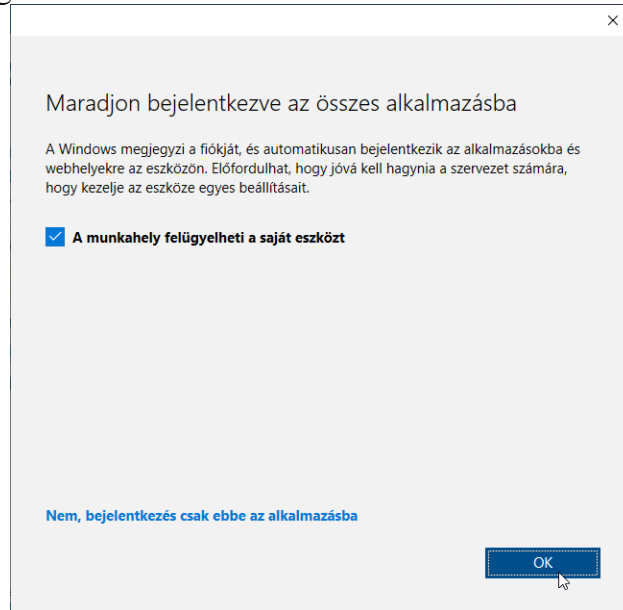 Maradjon bejelentkezve az összes alkalmazásba
A Windows megjegyzi a fiókját, és automatikusan bejelentkezik az alkalmazásokba és
webhelyekre az eszközön. Előfordulhat, hogy jóvá kell hagynia a szervezet számára,
hogy kezelje az eszköze egyes beállításait.
A munkahely felügyelheti a saját eszközt
Nem, bejelentkezés csak ebbe az alkalmazásba
OK